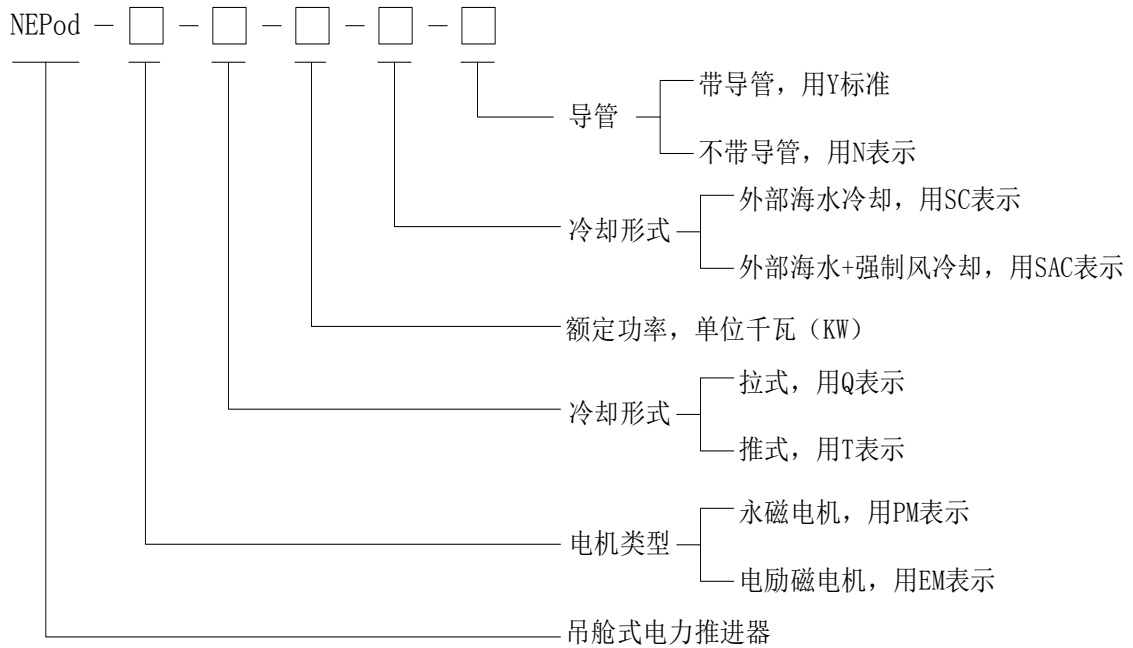 NEPod － □ － □ － □ － □ － □
导管
带导管，用Y标准
不带导管，用N表示
冷却形式
外部海水冷却，用SC表示
外部海水+强制风冷却，用SAC表示
额定功率，单位千瓦（KW）
冷却形式
拉式，用Q表示
推式，用T表示
电机类型
永磁电机，用PM表示
电励磁电机，用EM表示
吊舱式电力推进器